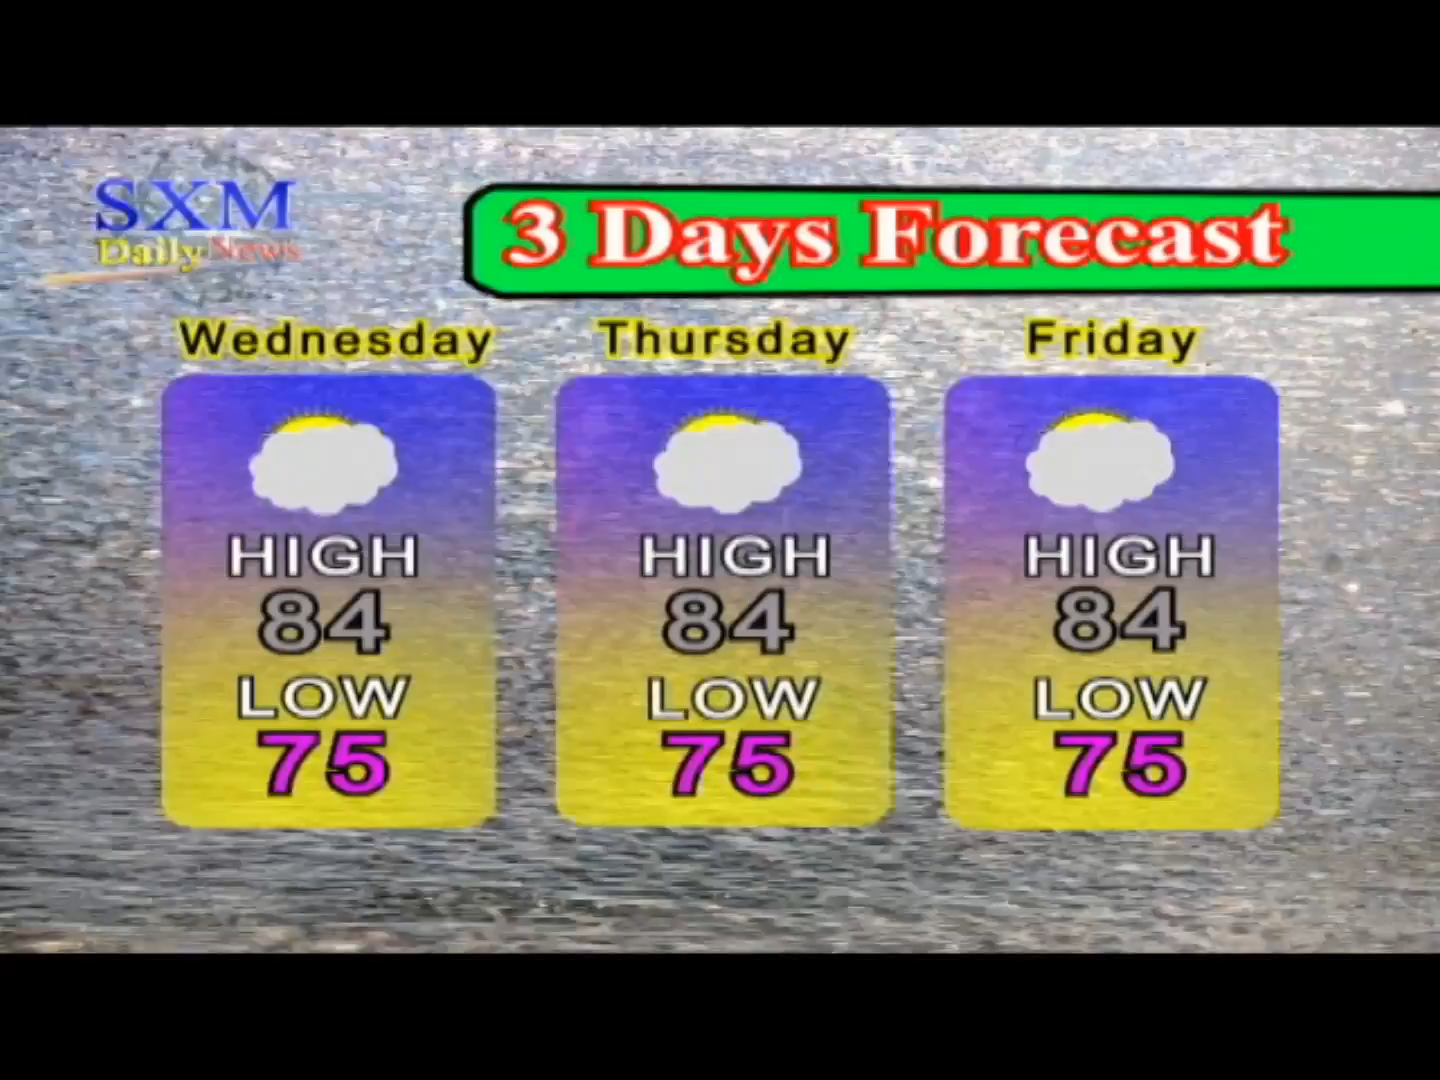 SXM
Daily News
3 Days Forecast
Wednesday Thursday Friday
HIGH HIGH HIGH
84 84 84
LOW LOW LOW
75 75 75